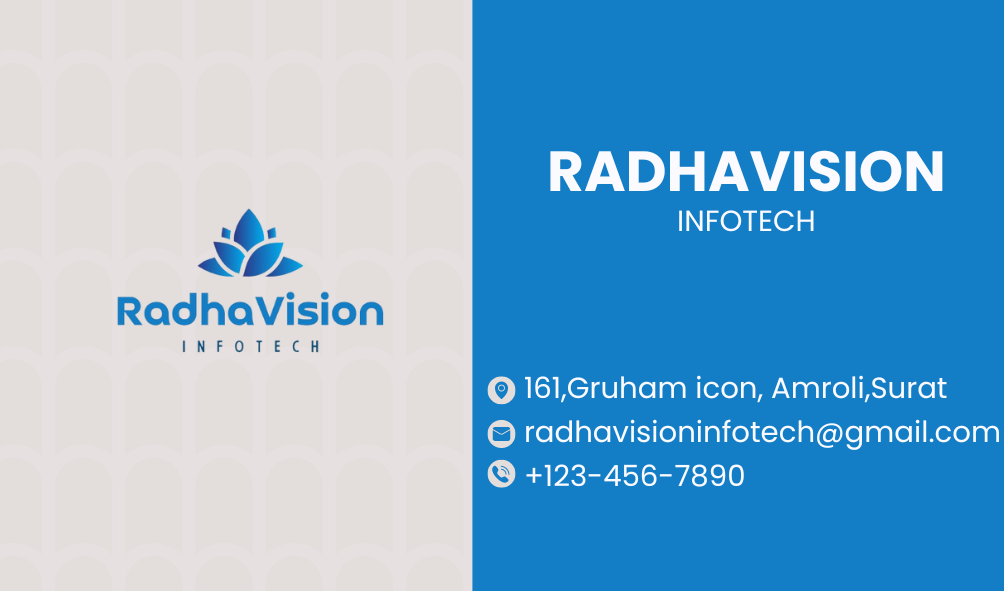 RadhaVision
INFOTECH
RADHAVISION
INFOTECH
161,Gruham icon, Amroli,Surat
radhavisioninfotech@gmail.com
+123-456-7890